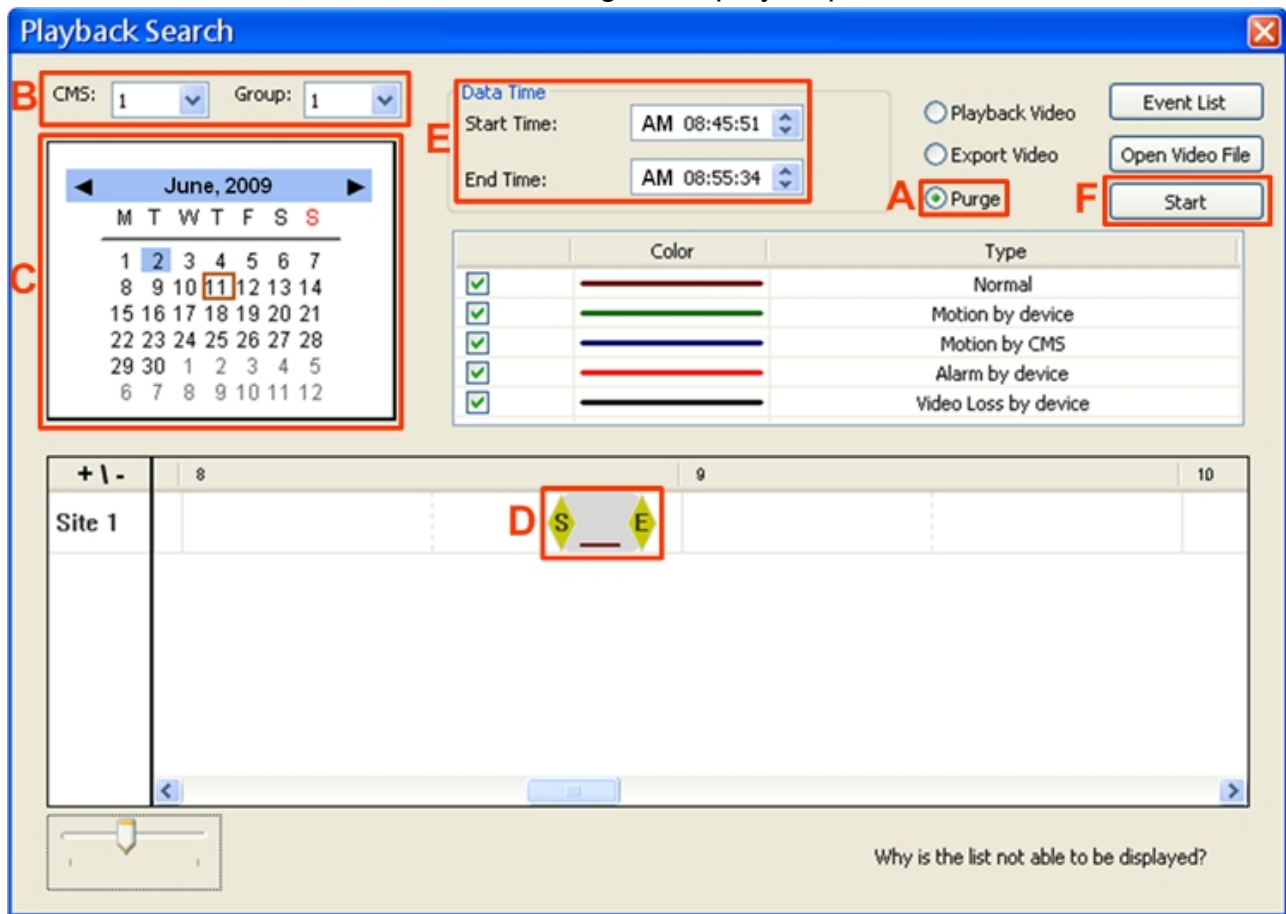 Playback Search
B CMS: 1 Group: 1
E Data Time
Start Time: AM 08:45:51
End Time: AM 08:55:34
Playback Video
Export Video
A Purge
Event List
Open Video File
F Start
C June, 2009
M T W T F S S
1 2 3 4 5 6 7
8 9 10 11 12 13 14
15 16 17 18 19 20 21
22 23 24 25 26 27 28
29 30 1 2 3 4 5
6 7 8 9 10 11 12
Color Type
Normal
Motion by device
Motion by CMS
Alarm by device
Video Loss by device
+ \ - 8 9 10
Site 1 D S E
Why is the list not able to be displayed?